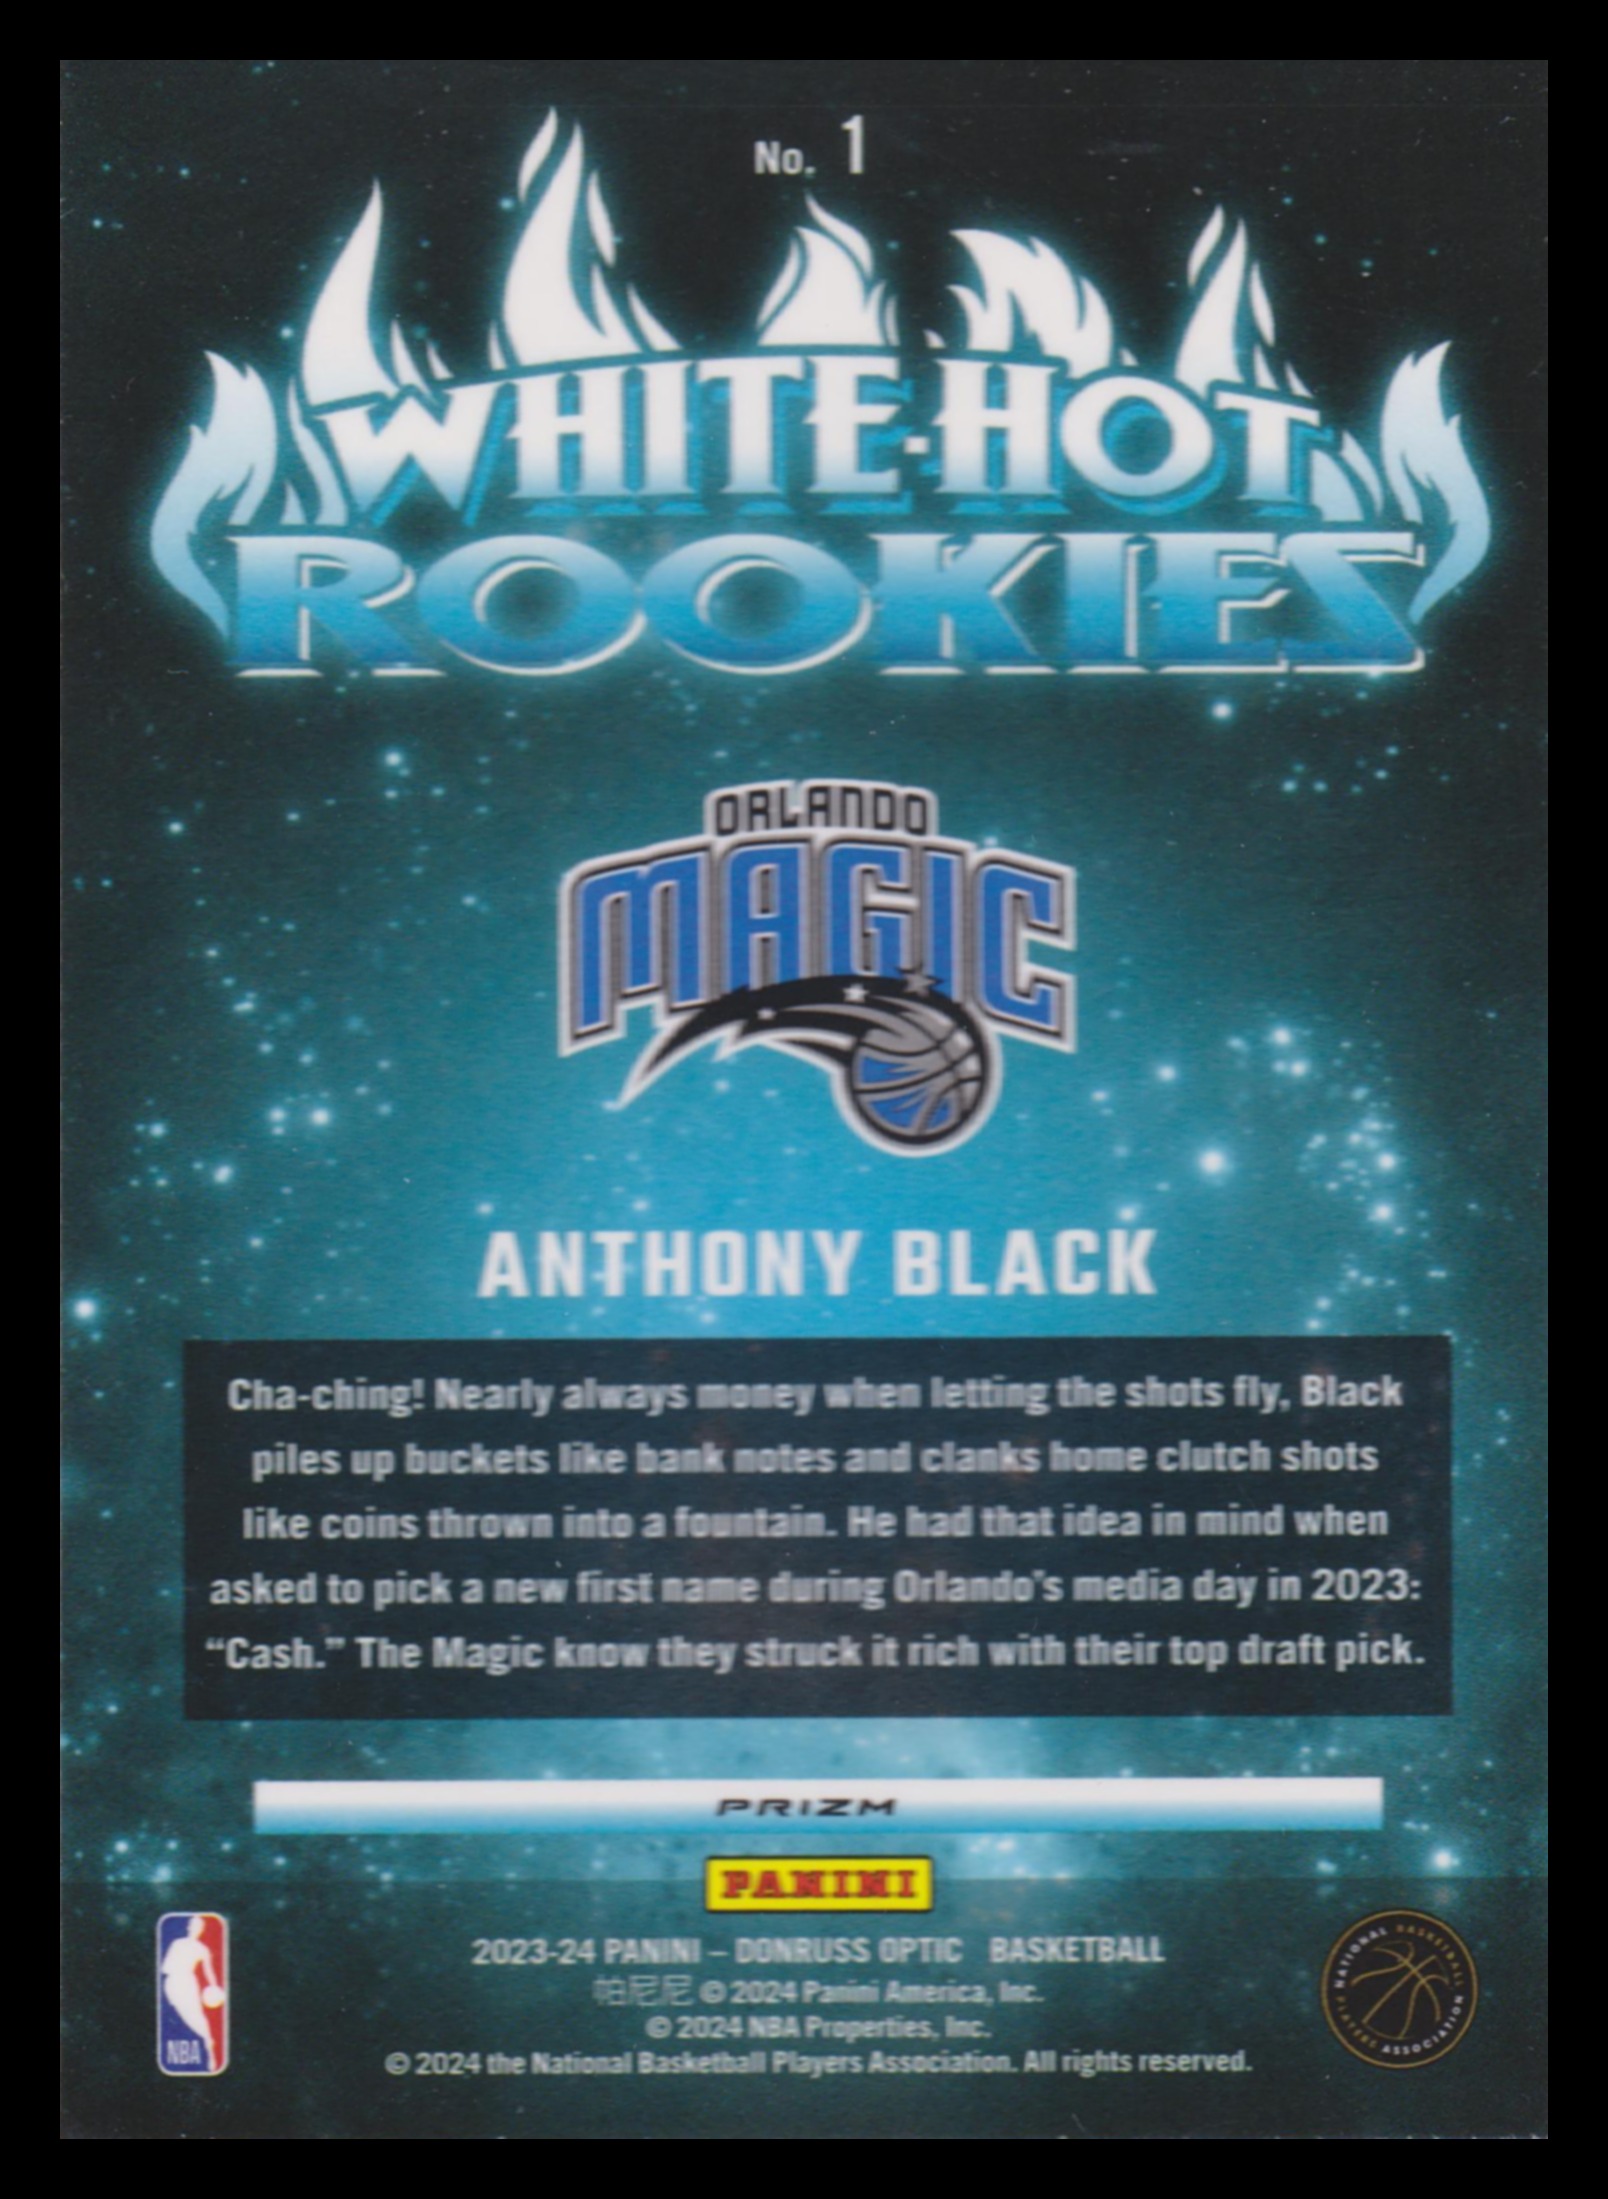 No. 1
WHITE-HOT
ROOKIES
ORLANDO
MAGIC
ANTHONY BLACK
Cha-ching! Nearly always money when letting the shots fly, Black
piles up buckets like bank notes and clanks home clutch shots
like coins thrown into a fountain. He had that idea in mind when
asked to pick a new first name during Orlando's media day in 2023:
“Cash.” The Magic know they struck it rich with their top draft pick.
PRIZM
PANINI
2023-24 PANINI – DONRUSS OPTIC BASKETBALL
帕尼尼 © 2024 Panini America, Inc.
© 2024 NBA Properties, Inc.
© 2024 the National Basketball Players Association. All rights reserved.
NBA
NATIONAL BASKETBALL PLAYERS ASSOCIATION